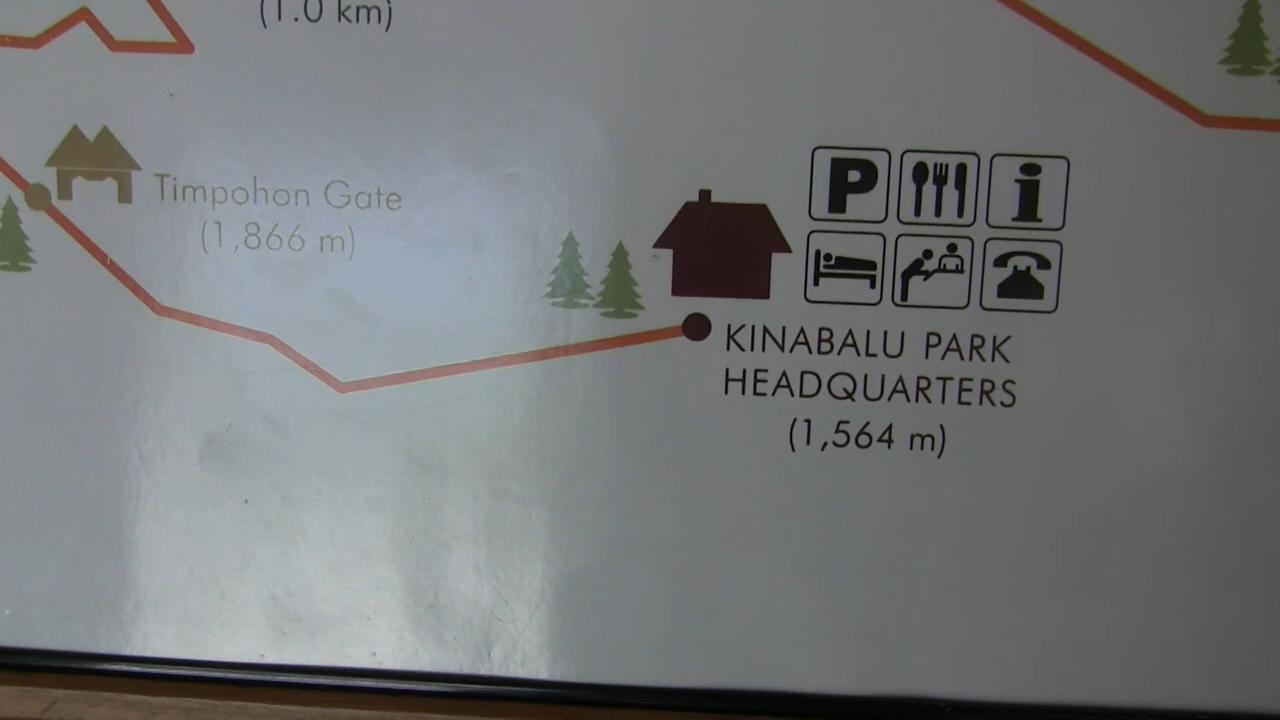 (1.0 km)
Timpohon Gate
(1,866 m)
P
i
KINABALU PARK
HEADQUARTERS
(1,564 m)